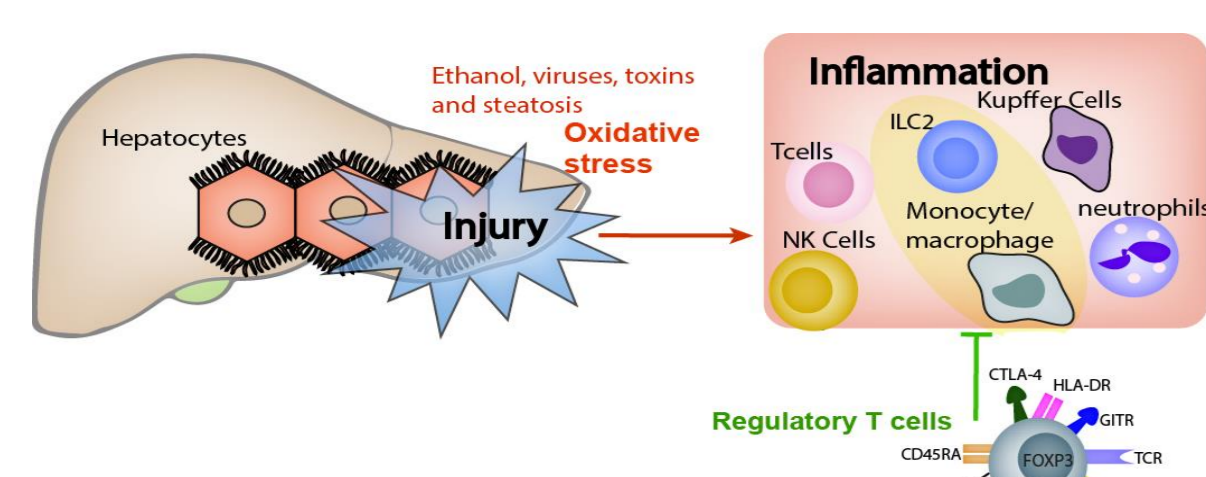 Ethanol, viruses, toxins
and steatosis
Oxidative
stress
Hepatocytes
Injury
Inflammation
Kupffer Cells
ILC2
Tcells
Monocyte/
macrophage
neutrophils
NK Cells
Regulatory T cells
CTLA-4
HLA-DR
GITR
CD45RA
FOXP3
TCR